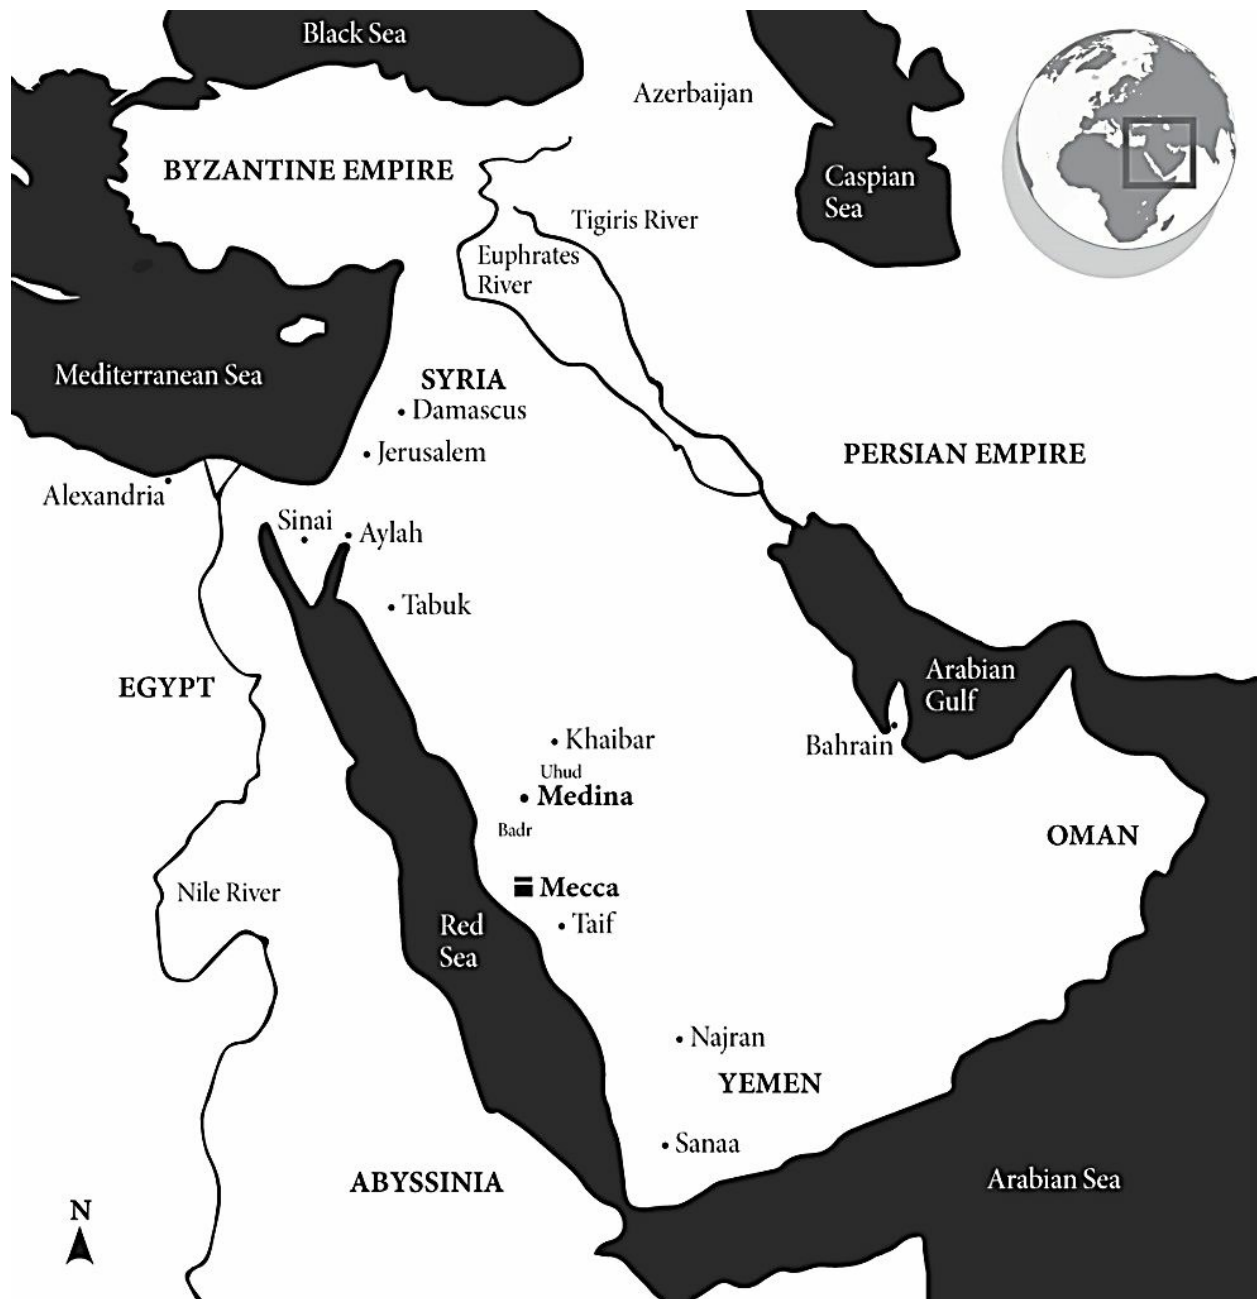 Black Sea
Azerbaijan
BYZANTINE EMPIRE
Caspian
Sea
Tigiris River
Euphrates
River
Mediterranean Sea
SYRIA
Damascus
Jerusalem
PERSIAN EMPIRE
Alexandria
Sinai
Aylah
Tabuk
EGYPT
Arabian
Gulf
Bahrain
Khaibar
Uhud
Medina
Badr
OMAN
Nile River
Mecca
Taif
Red
Sea
Najran
YEMEN
Sanaa
ABYSSINIA
Arabian Sea
N